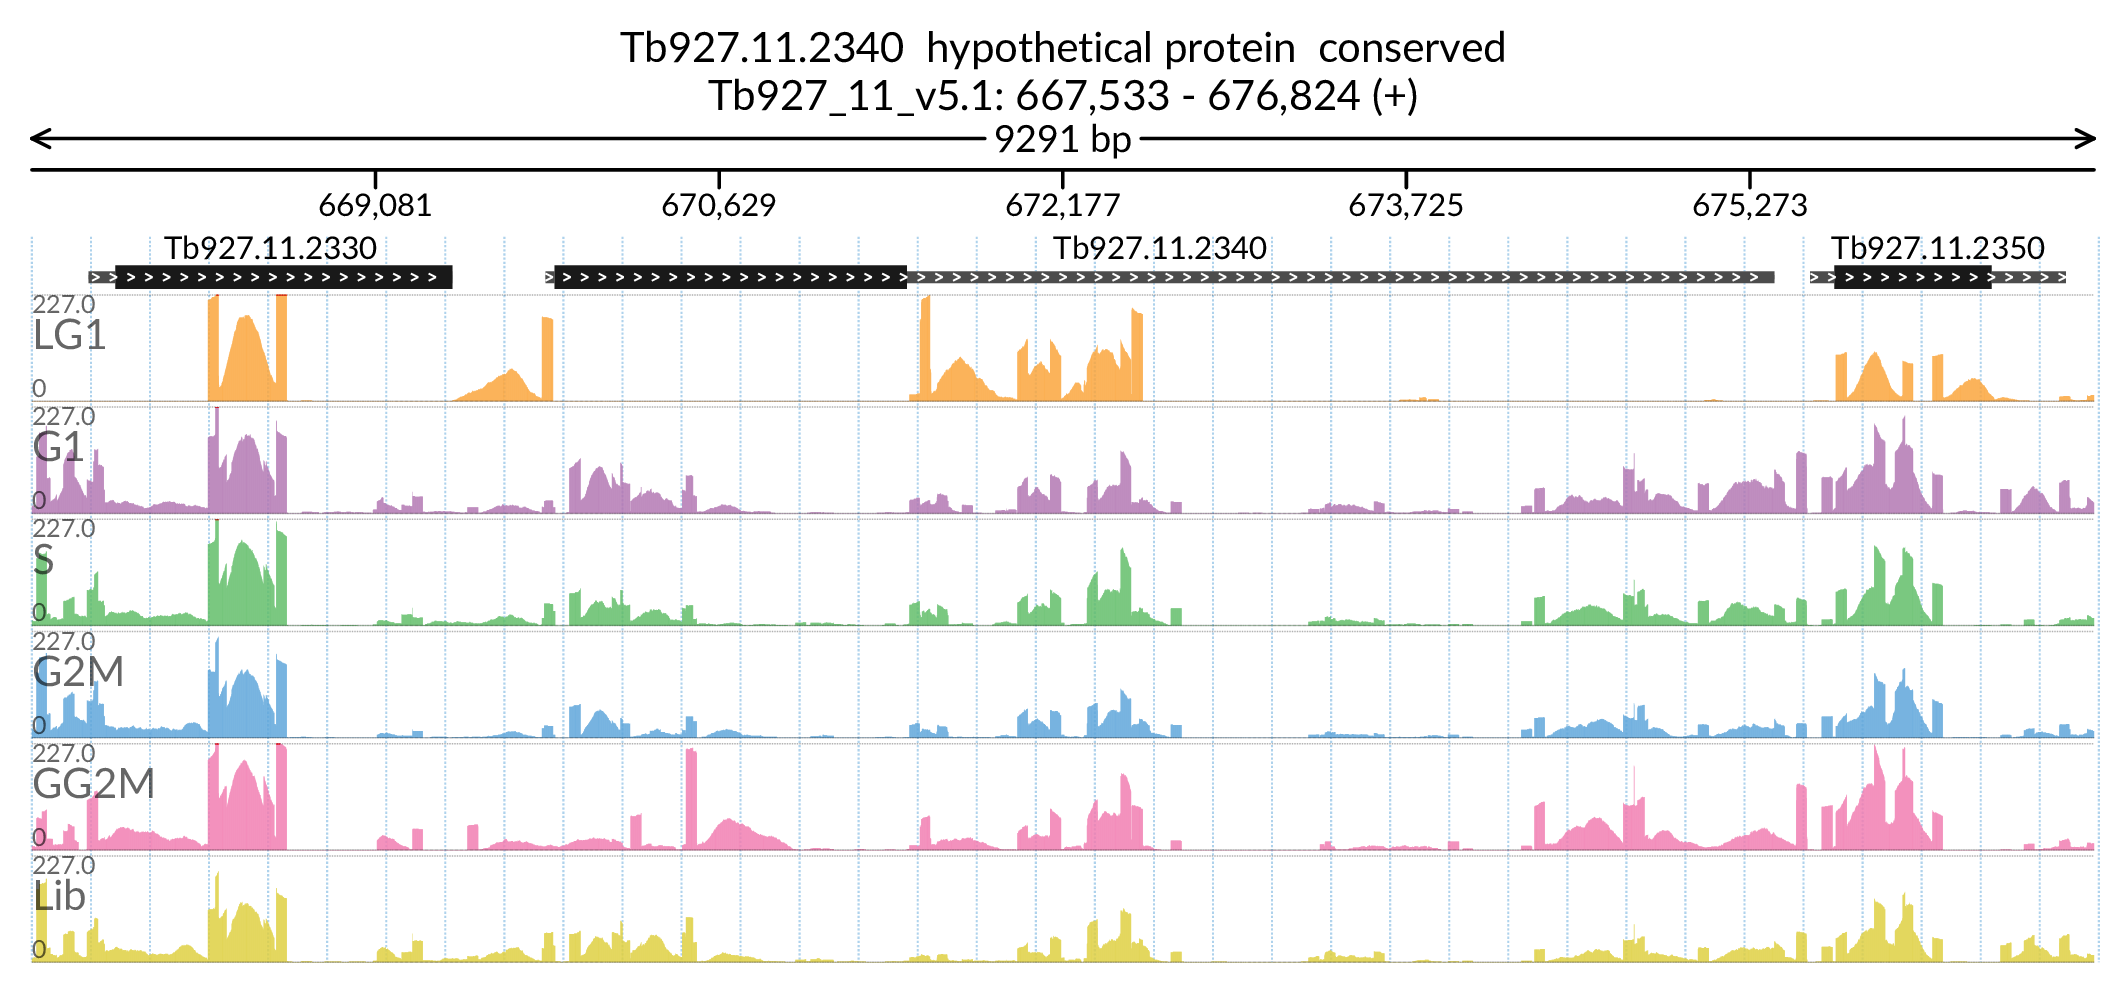 Tb927.11.2340 hypothetical protein conserved
Tb927_11_v5.1: 667,533 - 676,824 (+)
9291 bp
669,081 670,629 672,177 673,725 675,273
Tb927.11.2330 Tb927.11.2340 Tb927.11.2350
227.0
LG1
0
227.0
G1
0
227.0
S
0
227.0
G2M
0
227.0
GG2M
0
227.0
Lib
0